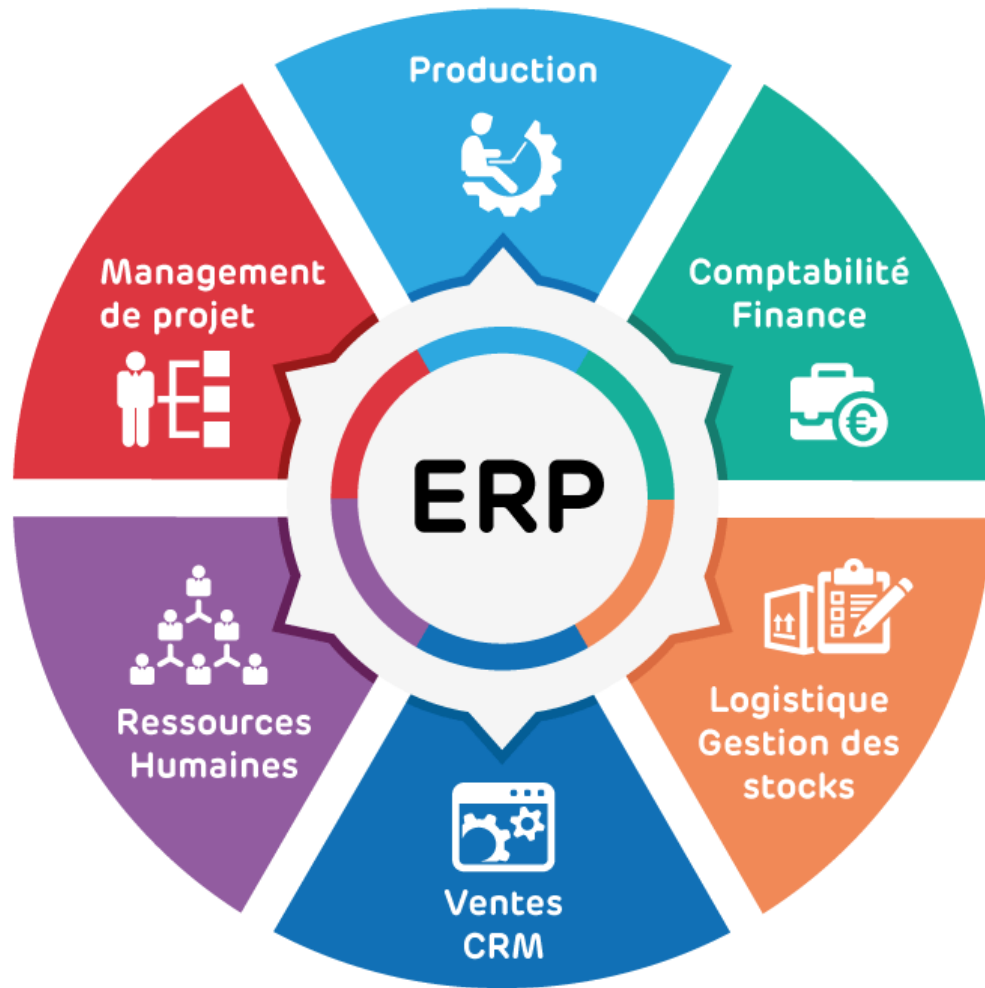 Production
Comptabilité
Finance
Logistique
Gestion des
stocks
Ventes
CRM
Ressources
Humaines
Management
de projet
ERP